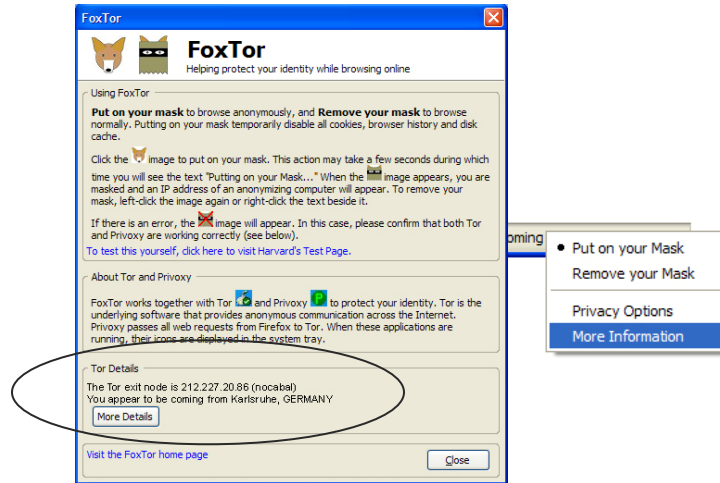 FoxTor
FoxTor
Helping protect your identity while browsing online
Using FoxTor
Put on your mask to browse anonymously, and Remove your mask to browse
normally. Putting on your mask temporarily disable all cookies, browser history and disk
cache.
Click the image to put on your mask. This action may take a few seconds during which
time you will see the text "Putting on your Mask..." When the image appears, you are
masked and an IP address of an anonymizing computer will appear. To remove your
mask, left-click the image again or right-click the text beside it.
If there is an error, the image will appear. In this case, please confirm that both Tor
and Privoxy are working correctly (see below).
To test this yourself, click here to visit Harvard's Test Page.
About Tor and Privoxy
FoxTor works together with Tor and Privoxy P to protect your identity. Tor is the
underlying software that provides anonymous communication across the Internet.
Privoxy passes all web requests from Firefox to Tor. When these applications are
running, their icons are displayed in the system tray.
Tor Details
The Tor exit node is 212.227.20.86 (nocabal)
You appear to be coming from Karlsruhe, GERMANY
More Details
Visit the FoxTor home page
Close
oming
Put on your Mask
Remove your Mask
Privacy Options
More Information